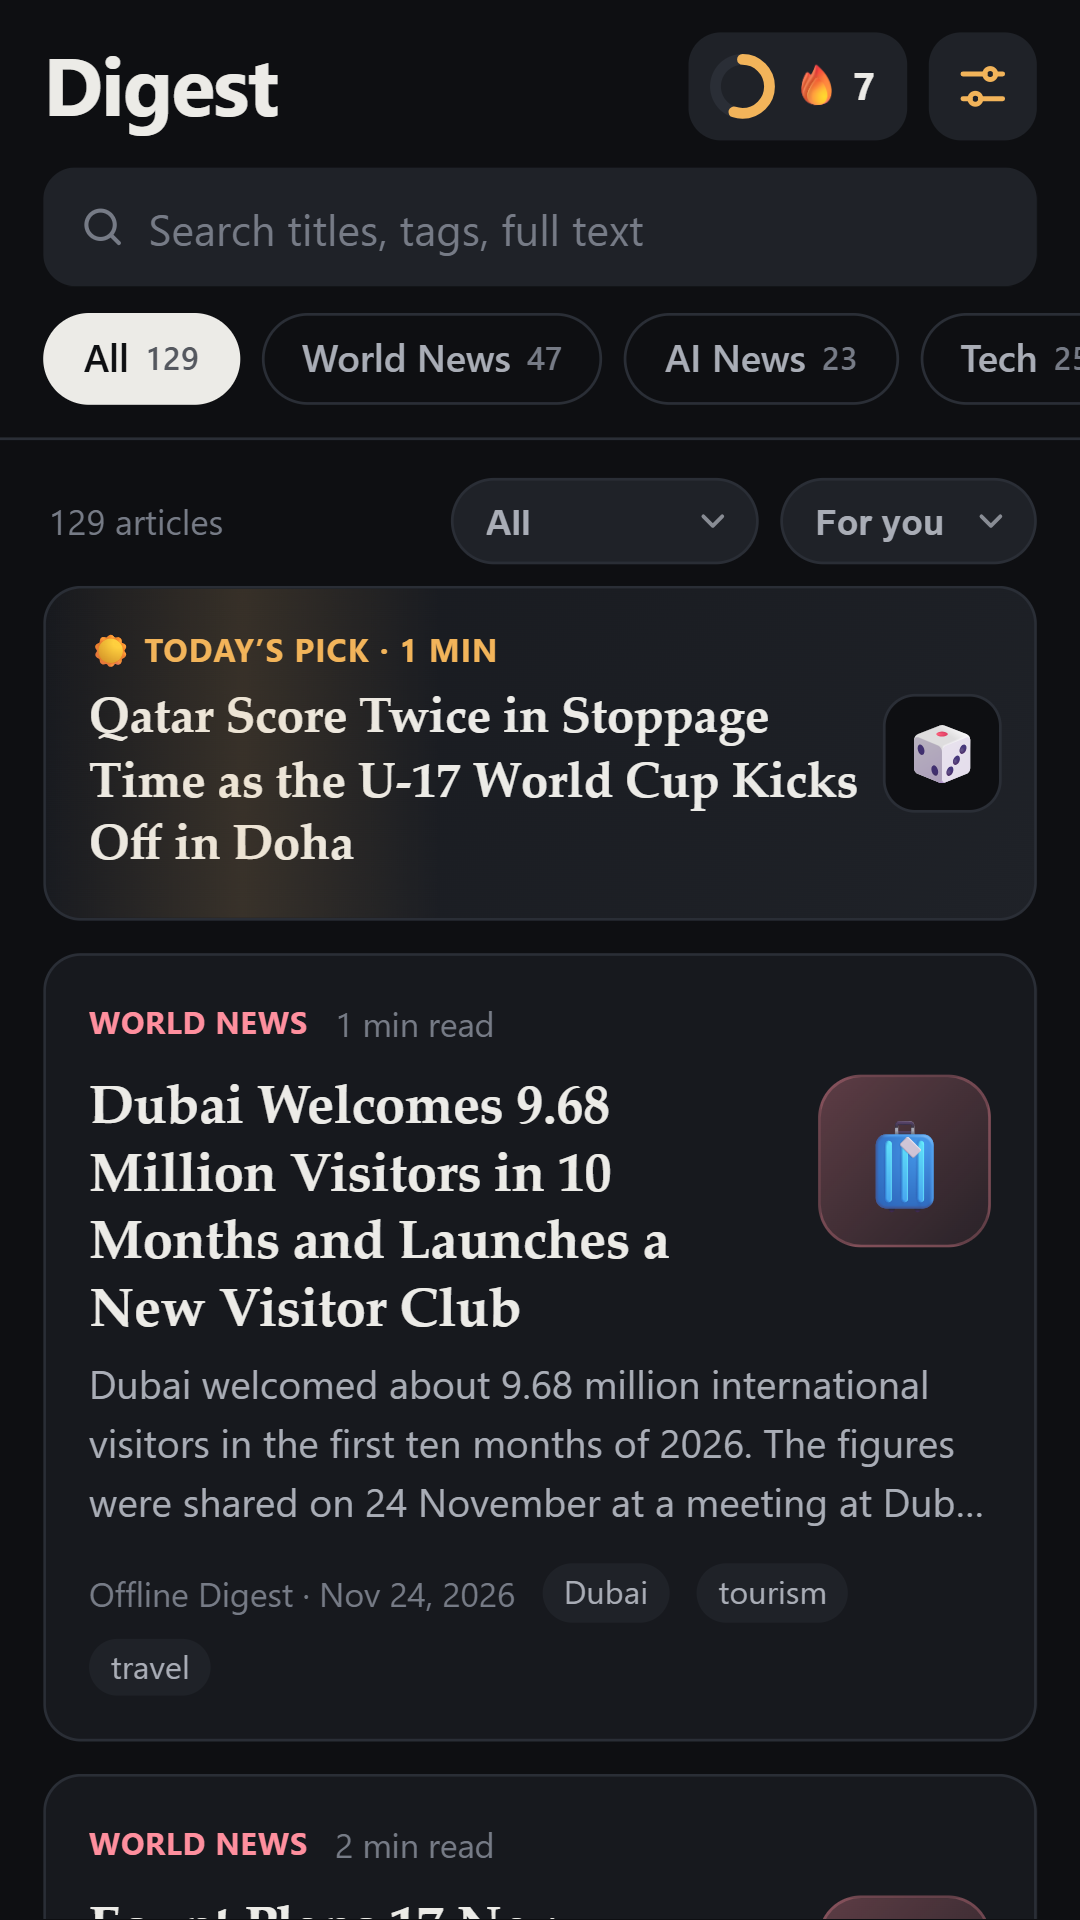 Digest
7
Search titles, tags, full text
All 129
World News 47
AI News 23
Tech 25
129 articles
All
For you
TODAY’S PICK · 1 MIN
Qatar Score Twice in Stoppage
Time as the U-17 World Cup Kicks
Off in Doha
WORLD NEWS 1 min read
Dubai Welcomes 9.68
Million Visitors in 10
Months and Launches a
New Visitor Club
Dubai welcomed about 9.68 million international
visitors in the first ten months of 2026. The figures
were shared on 24 November at a meeting at Dub...
Offline Digest · Nov 24, 2026 Dubai tourism
travel
WORLD NEWS 2 min read